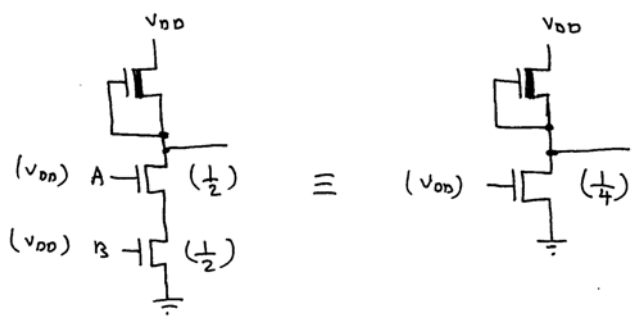 VDD
VDD
(VDD) A
(1/2)
≡
(VDD)
(1/4)
(VDD) B
(1/2)